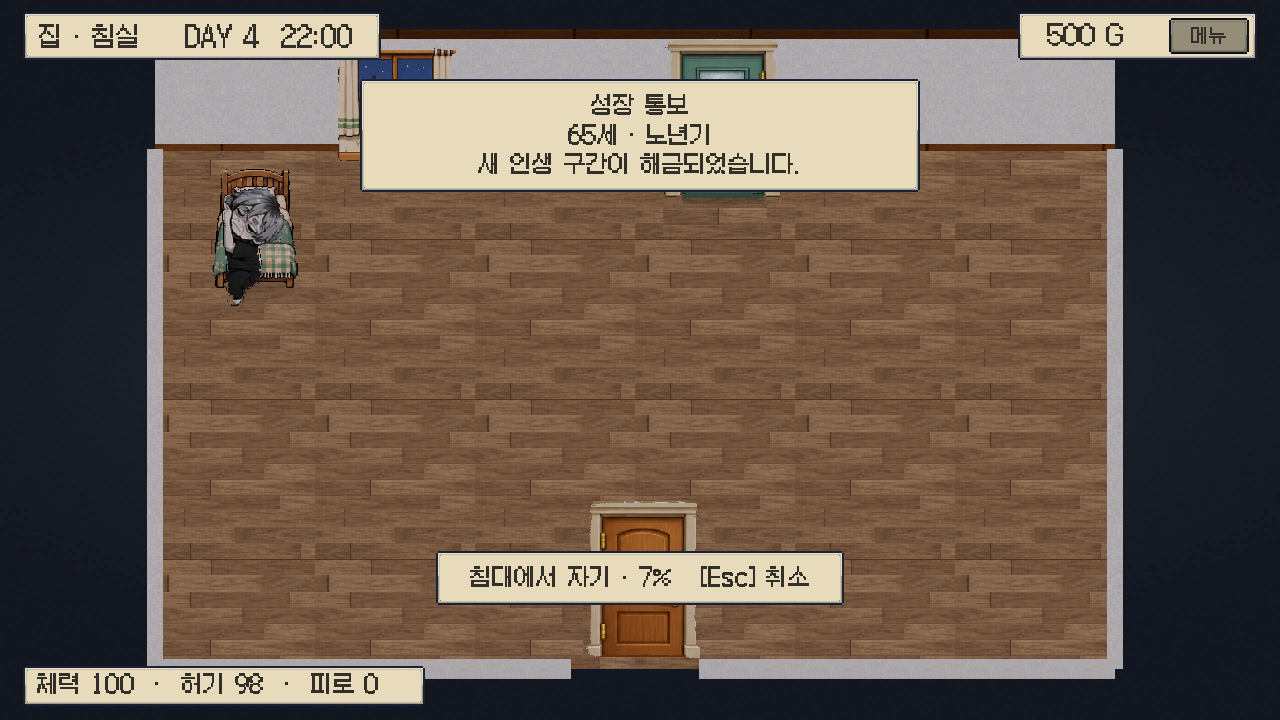 집 · 침실 DAY 4 22:00
500 G 메뉴
성장 통보
65세 · 노년기
새 인생 구간이 해금되었습니다.
침대에서 자기 · 7% [Esc] 취소
체력 100 · 허기 98 · 피로 0